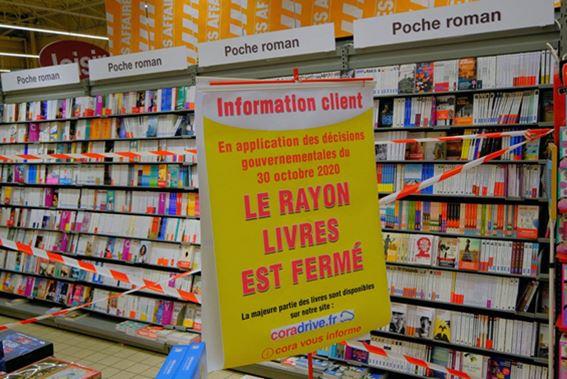 AFFAIRES
Poche roman
Poche roman
Poche roman
Poche roman
Information client
En application des décisions
gouvernementales du
30 octobre 2020
LE RAYON
LIVRES
EST FERMÉ
La majeure partie des livres sont disponibles
sur notre site :
coradrive.fr
cora vous informe